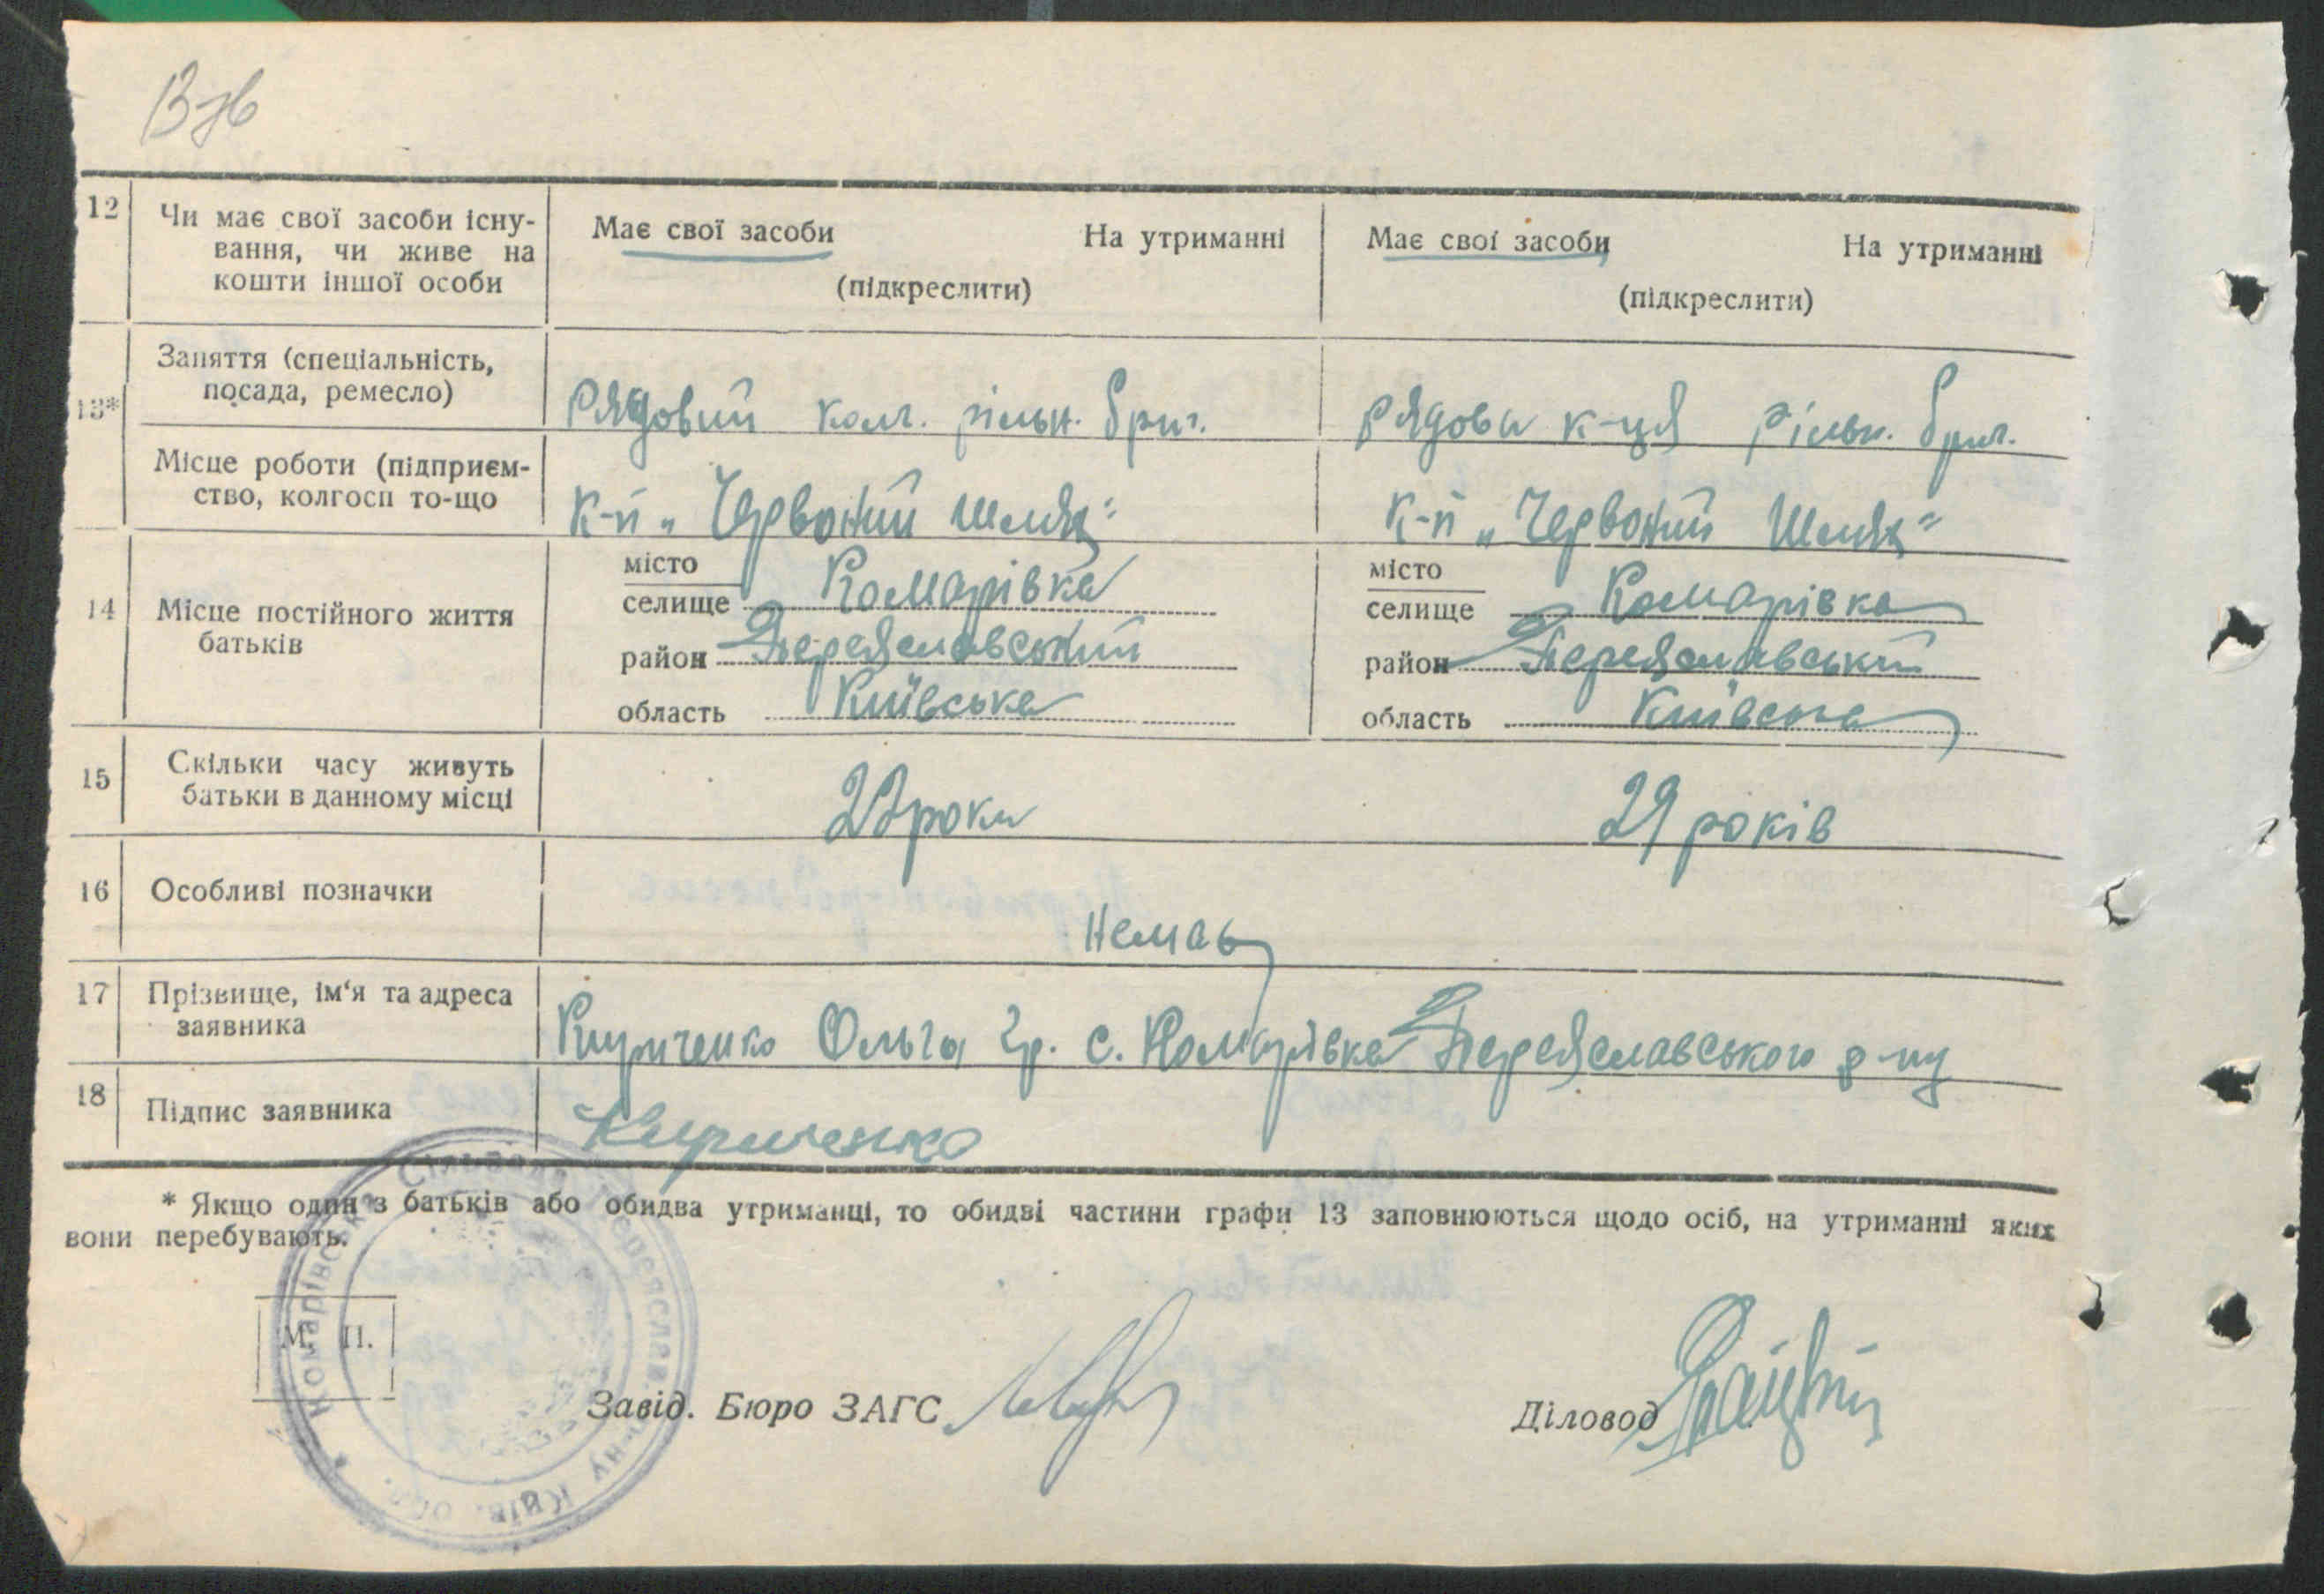 12 Чи має свої засоби існу- Має свої засоби На утриманні Має свої засоби На утриманні
вання, чи живе на
кошти іншої особи (підкреслити) (підкреслити)
Заняття (спеціальність,
13* посада, ремесло) Рядовий колг. рільн. бриг. рядова к-ця рільн. бриг.
Місце роботи (підприєм-
ство, колгосп то-що К-п „Червоний шлях“ К-п „Червоний Шлях“
місто місто
14 Місце постійного життя селище Комарівка селище Комарівка
батьків район Переяславський район Переяславський
область Київська область Київська
15 Скільки часу живуть
батьки в данному місці 22 роки 29 років
16 Особливі позначки
Немає
17 Прізвище, ім‘я та адреса
заявника Кириченко Ольга гр. с. Комарівка Переяславського р-ну
18 Підпис заявника Кириченко
* Якщо один з батьків або обидва утриманці, то обидві частини графи 13 заповнюються щодо осіб, на утриманні яких
вони перебувають.
М. П.
Завід. Бюро ЗАГС Діловод